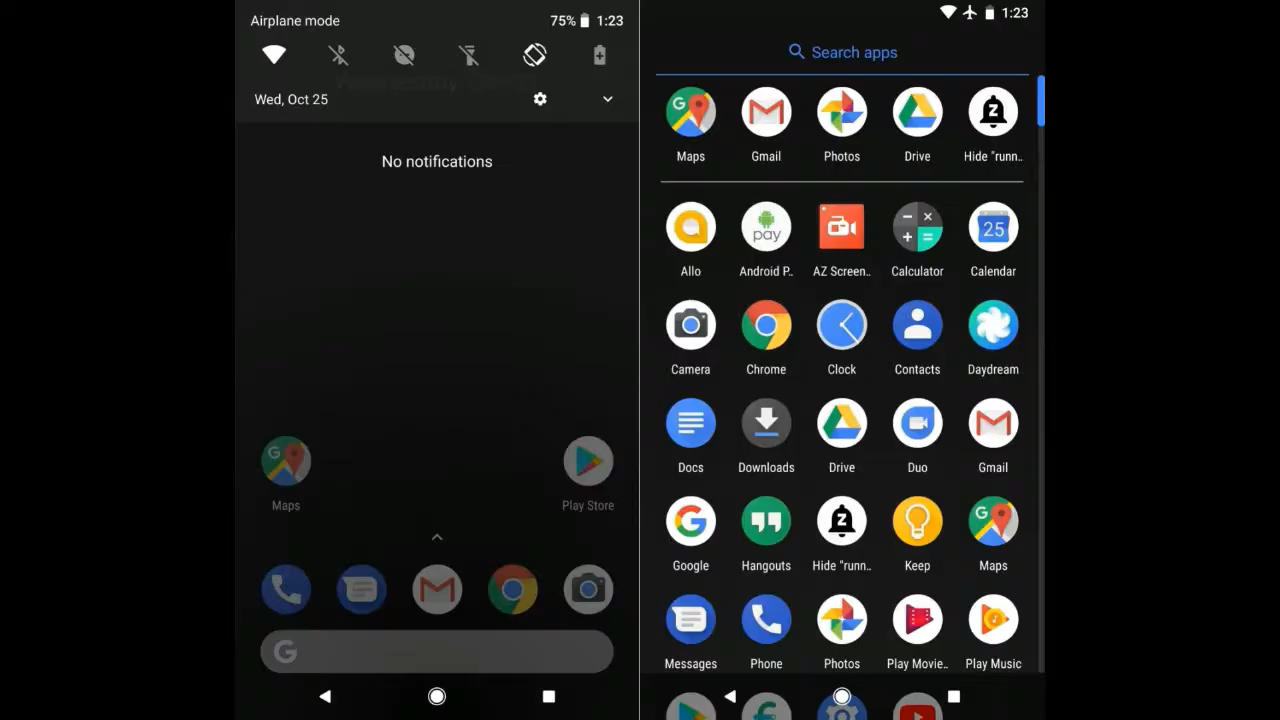 Airplane mode 75% 1:23
Wed, Oct 25
No notifications
Maps Play Store
G
1:23
Search apps
Maps Gmail Photos Drive Hide "runn..
pay
25
Allo Android P.. AZ Screen.. Calculator Calendar
Camera Chrome Clock Contacts Daydream
Docs Downloads Drive Duo Gmail
Google Hangouts Hide "runn.. Keep Maps
Messages Phone Photos Play Movie.. Play Music